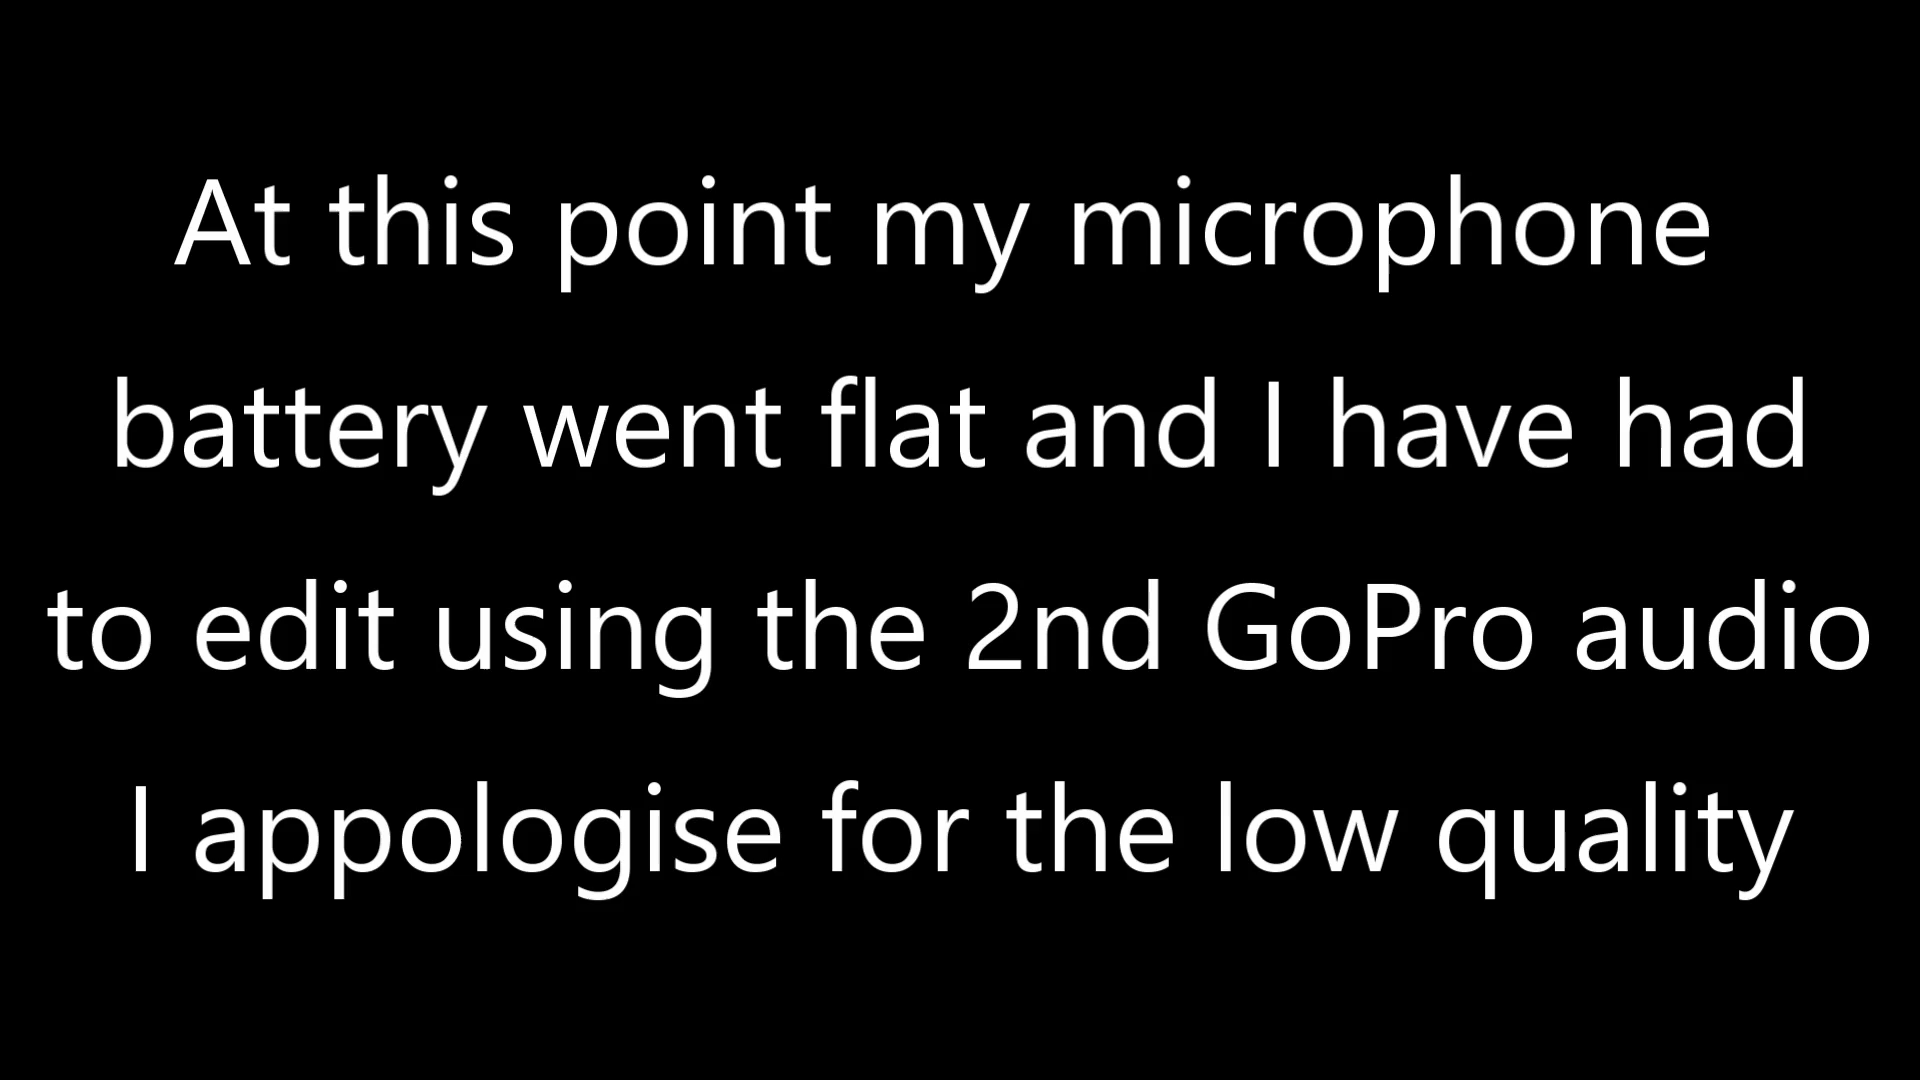 At this point my microphone
battery went flat and I have had
to edit using the 2nd GoPro audio
I appologise for the low quality